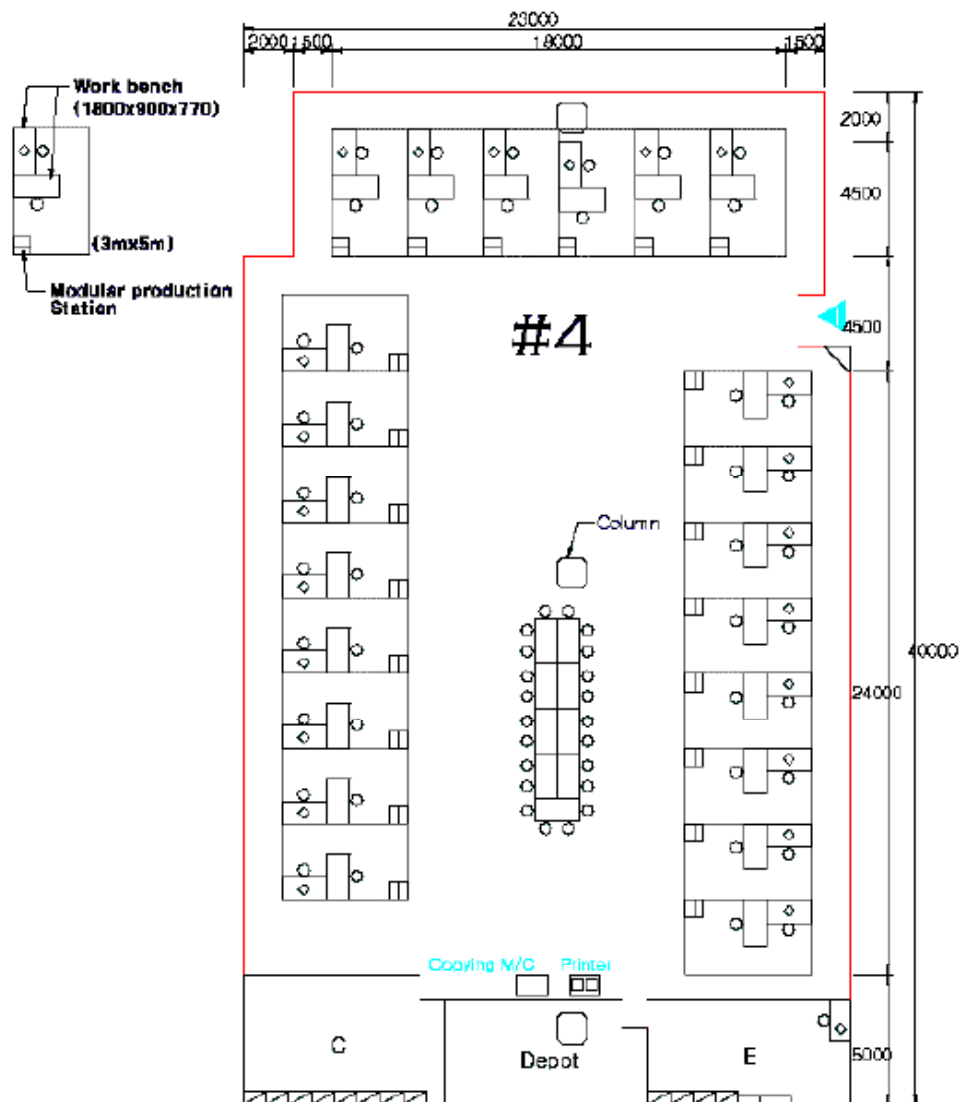 23000
2000
1500
18000
1500
Work bench
(1800x900x770)
2000
4500
(3mx5m)
Modular production
Station
#4
4500
Column
40000
24000
Copying M/C
Printer
C
Depot
E
5000